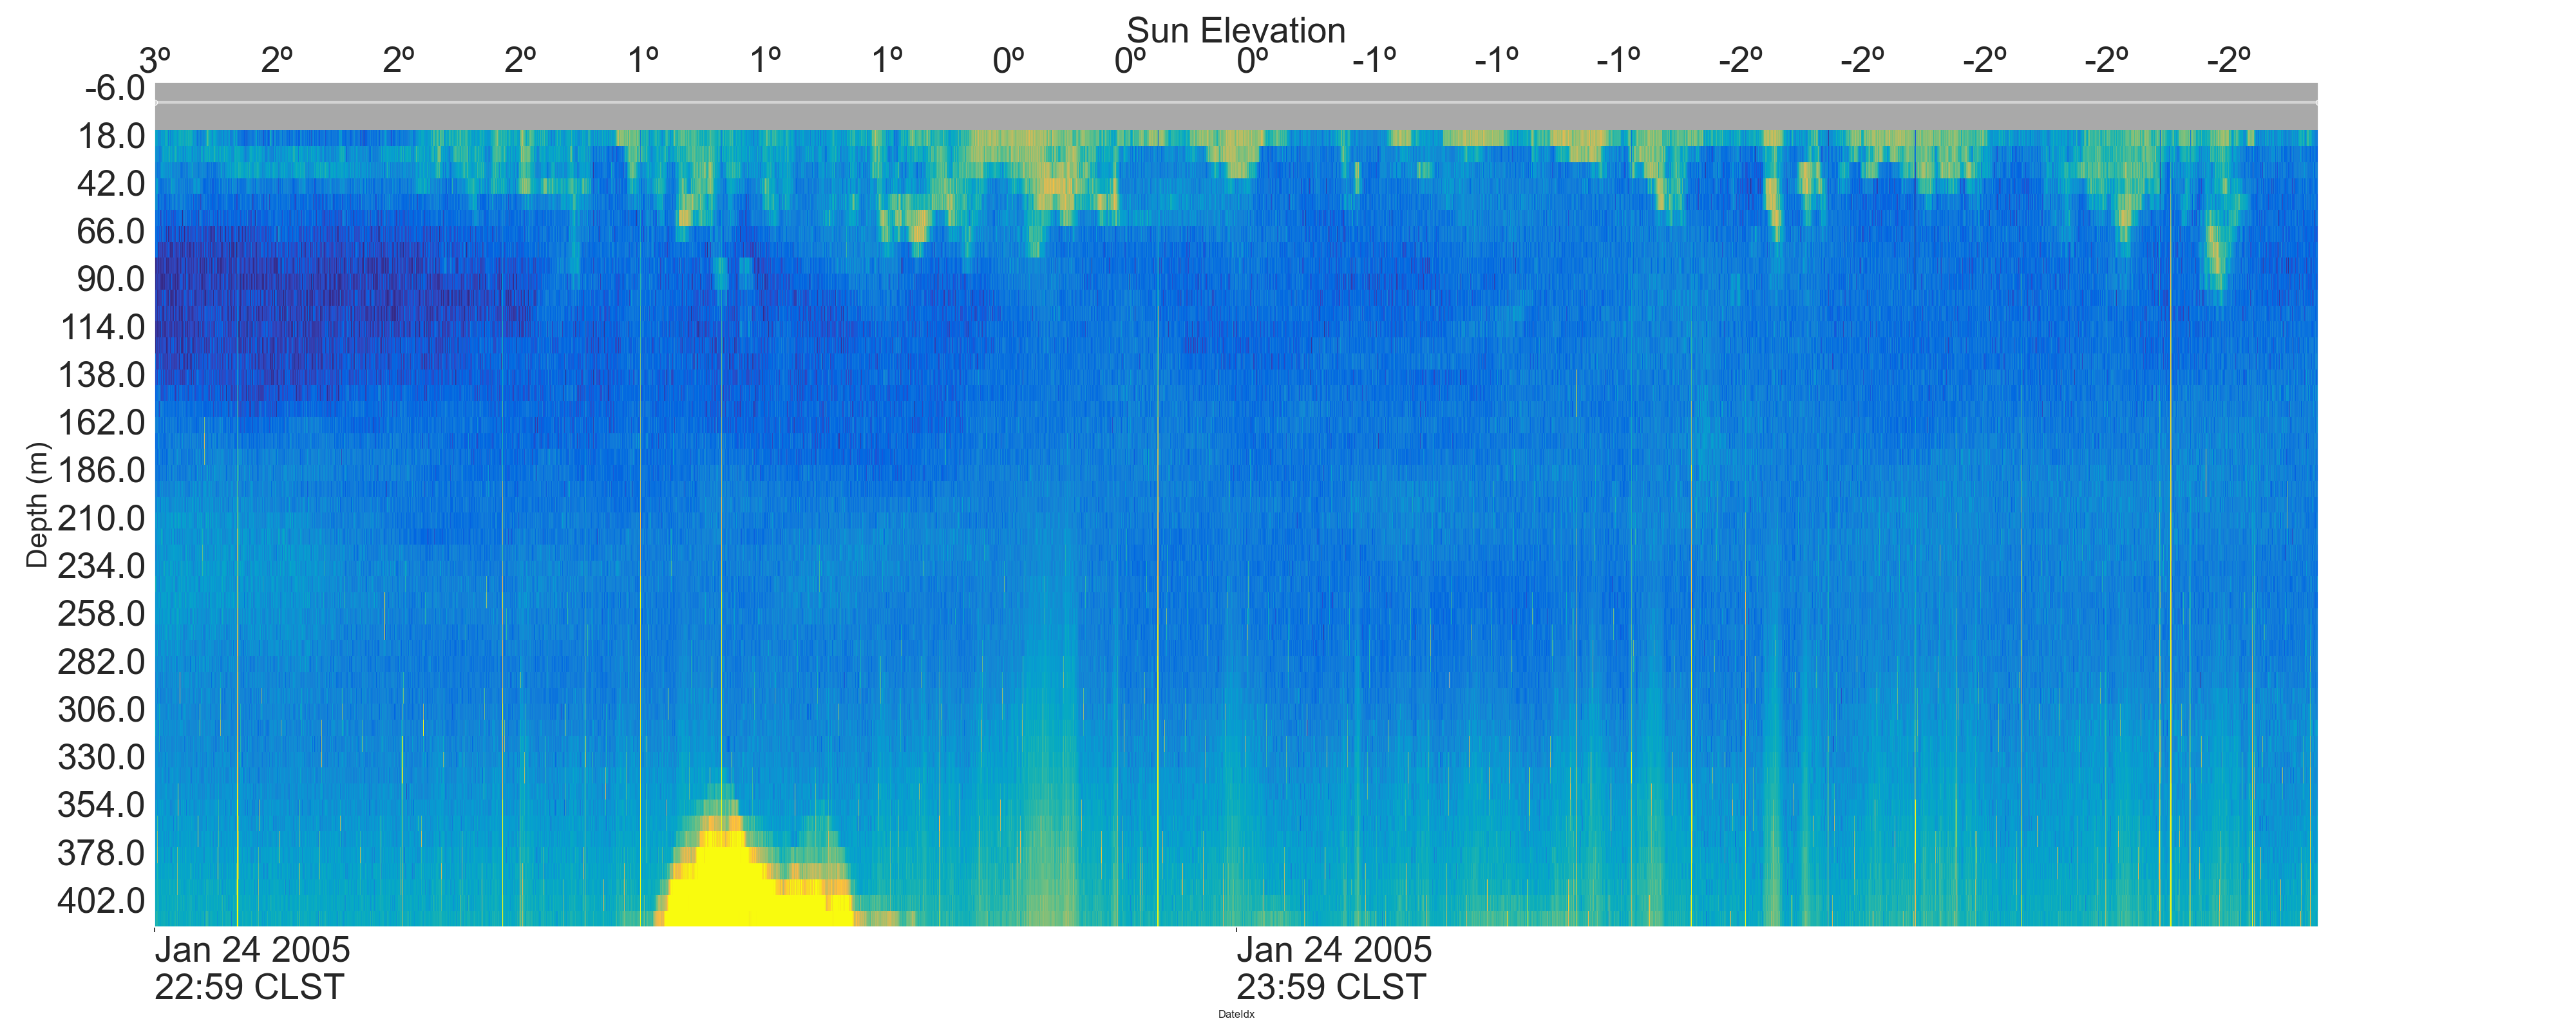 Sun Elevation
3º 2º 2º 2º 1º 1º 1º 0º 0º 0º -1º -1º -1º -2º -2º -2º -2º -2º
-6.0
18.0
42.0
66.0
90.0
114.0
138.0
162.0
186.0
210.0
234.0
258.0
282.0
306.0
330.0
354.0
378.0
402.0
Depth (m)
Jan 24 2005
22:59 CLST
Jan 24 2005
23:59 CLST
DateIdx